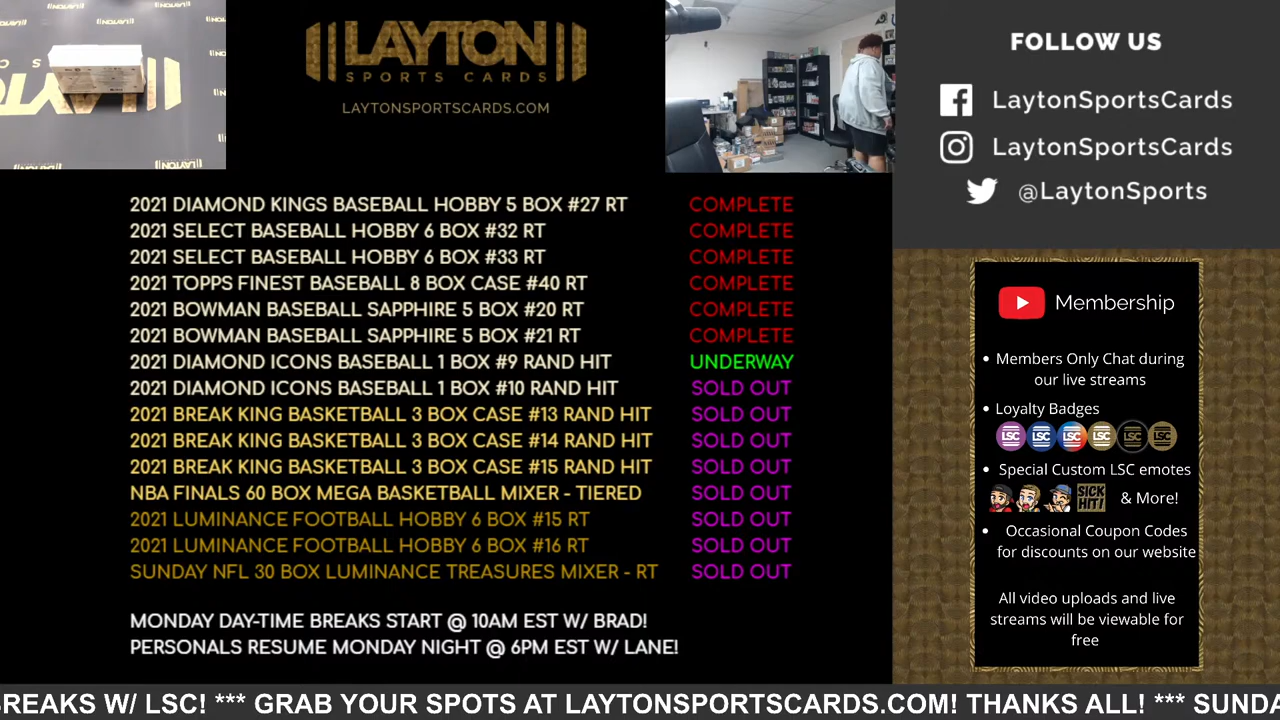 LAYTON
SPORTS CARDS
LAYTONSPORTSCARDS.COM
FOLLOW US
LaytonSportsCards
LaytonSportsCards
@LaytonSports
2021 DIAMOND KINGS BASEBALL HOBBY 5 BOX #27 RT COMPLETE
2021 SELECT BASEBALL HOBBY 6 BOX #32 RT COMPLETE
2021 SELECT BASEBALL HOBBY 6 BOX #33 RT COMPLETE
2021 TOPPS FINEST BASEBALL 8 BOX CASE #40 RT COMPLETE
2021 BOWMAN BASEBALL SAPPHIRE 5 BOX #20 RT COMPLETE
2021 BOWMAN BASEBALL SAPPHIRE 5 BOX #21 RT COMPLETE
2021 DIAMOND ICONS BASEBALL 1 BOX #9 RAND HIT UNDERWAY
2021 DIAMOND ICONS BASEBALL 1 BOX #10 RAND HIT SOLD OUT
2021 BREAK KING BASKETBALL 3 BOX CASE #13 RAND HIT SOLD OUT
2021 BREAK KING BASKETBALL 3 BOX CASE #14 RAND HIT SOLD OUT
2021 BREAK KING BASKETBALL 3 BOX CASE #15 RAND HIT SOLD OUT
NBA FINALS 60 BOX MEGA BASKETBALL MIXER - TIERED SOLD OUT
2021 LUMINANCE FOOTBALL HOBBY 6 BOX #15 RT SOLD OUT
2021 LUMINANCE FOOTBALL HOBBY 6 BOX #16 RT SOLD OUT
SUNDAY NFL 30 BOX LUMINANCE TREASURES MIXER - RT SOLD OUT
MONDAY DAY-TIME BREAKS START @ 10AM EST W/ BRAD!
PERSONALS RESUME MONDAY NIGHT @ 6PM EST W/ LANE!
Membership
• Members Only Chat during
our live streams
• Loyalty Badges
LSC LSC LSC LSC LSC LSC
• Special Custom LSC emotes
SICK HIT! & More!
• Occasional Coupon Codes
for discounts on our website
All video uploads and live
streams will be viewable for
free
BREAKS W/ LSC! *** GRAB YOUR SPOTS AT LAYTONSPORTSCARDS.COM! THANKS ALL! *** SUNDA